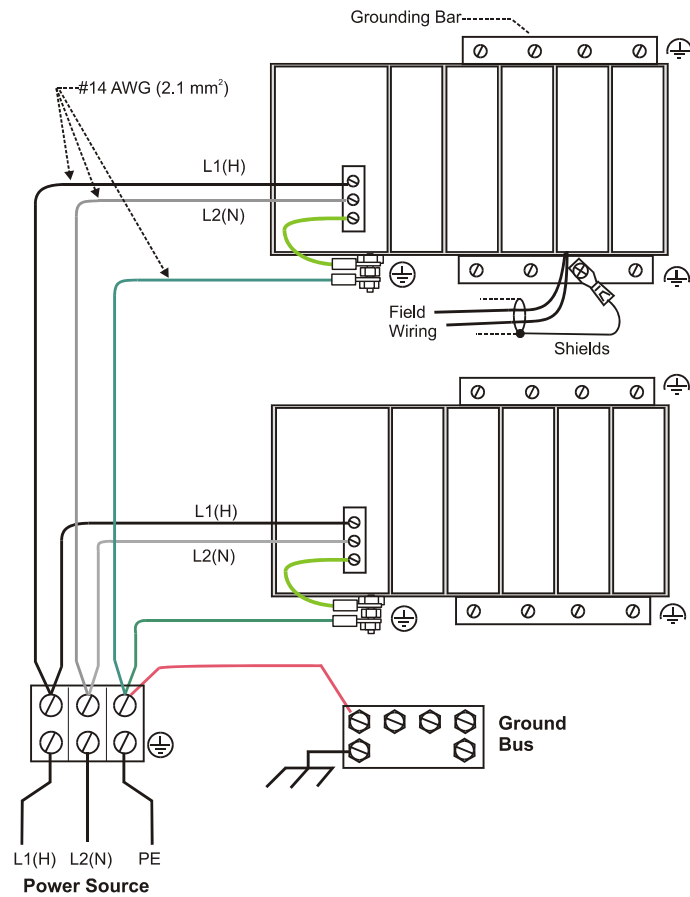 Grounding Bar
#14 AWG (2.1 mm²)
L1(H)
L2(N)
Field
Wiring
Shields
L1(H)
L2(N)
Ground
Bus
L1(H) L2(N) PE
Power Source